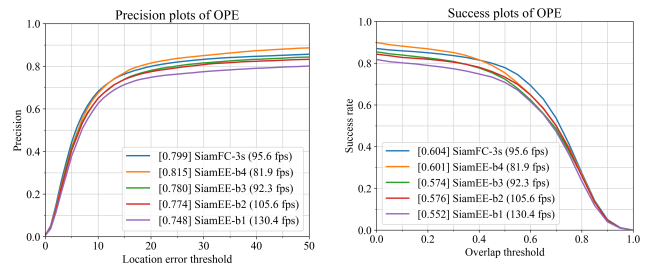 Precision plots of OPE
Precision
1.0
0.8
0.6
0.4
0.2
0.0
0
10
20
30
40
50
Location error threshold
[0.799] SiamFC-3s (95.6 fps)
[0.815] SiamEE-b4 (81.9 fps)
[0.780] SiamEE-b3 (92.3 fps)
[0.774] SiamEE-b2 (105.6 fps)
[0.748] SiamEE-b1 (130.4 fps)
Success plots of OPE
Success rate
1.0
0.8
0.6
0.4
0.2
0.0
0.0
0.2
0.4
0.6
0.8
1.0
Overlap threshold
[0.604] SiamFC-3s (95.6 fps)
[0.601] SiamEE-b4 (81.9 fps)
[0.574] SiamEE-b3 (92.3 fps)
[0.576] SiamEE-b2 (105.6 fps)
[0.552] SiamEE-b1 (130.4 fps)